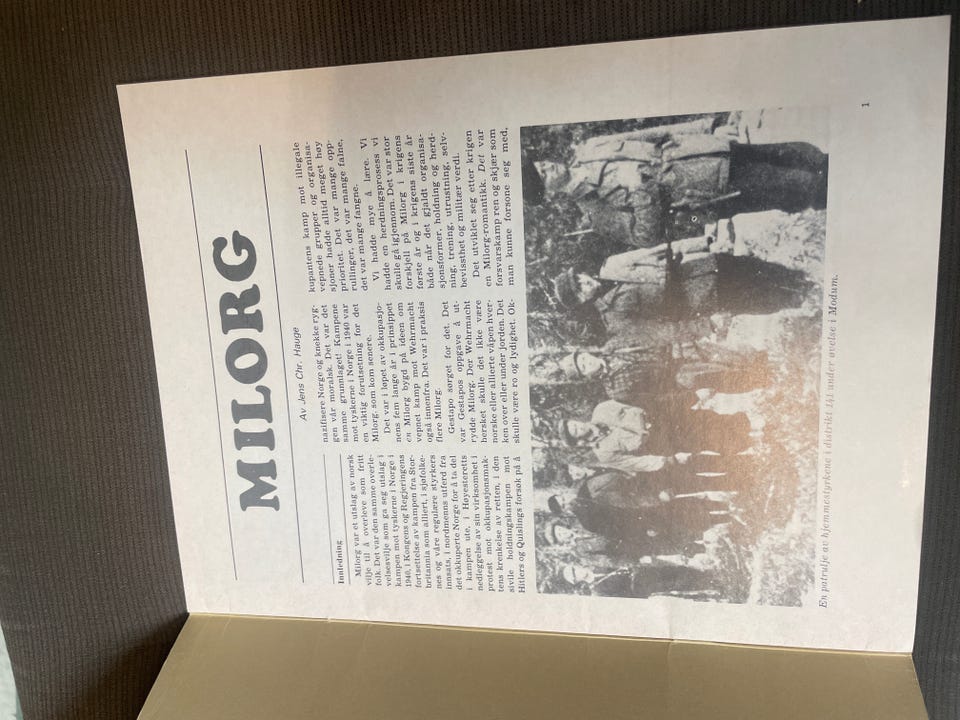 MILORG
Av Jens Chr. Hauge
Innledning
Milorg var et utslag av norsk
vilje til å overleve som fritt
folk. Det var den samme overle-
velsesvilje som ga seg utslag i
kampen mot tyskerne i Norge i
1940, i Kongens og Regjeringens
fortsettelse av kampen fra Stor-
britannia som alliert, i sjøfolke-
nes og våre regulære styrkers
innsats, i nordmenns utferd fra
det okkuperte Norge for å ta del
i kampen ute, i Høyesteretts
nedleggelse av sin virksomhet i
protest mot okkupasjonsmak-
tens krenkelse av retten, i den
sivile holdningskampen mot
Hitlers og Quislings forsøk på å
nazifisere Norge og knekke ryg-
gen vår moralsk. Det var det
samme grunnlaget! Kampene
mot tyskerne i Norge i 1940 var
en viktig forutsetning for det
Milorg, som kom senere.
Det var i løpet av okkupasjo-
nens fem lange år i prinsippet
en Milorg bygd på ideen om
væpnet kamp mot Wehrmacht
også innenfra. Det var i praksis
flere Milorg.
Gestapo sørget for det. Det
var Gestapos oppgave å ut-
rydde Milorg. Der Wehrmacht
hersket skulle det ikke være
norske eller allierte våpen hver-
ken over eller under jorden. Det
skulle være ro og lydighet. Ok-
kupantens kamp mot illegale
væpnede grupper og organisa-
sjoner hadde alltid meget høy
prioritet. Det var mange opp-
rullinger, det var mange falne,
det var mange fangne.
Vi hadde mye å lære. Vi
hadde en herdningsprosess vi
skulle gå igjennom. Det var stor
forskjell på Milorg i krigens
første år og i krigens siste år
både når det gjaldt organisa-
sjonsformer, holdning og herd-
ning, trening, utrustning, selv-
bevissthet og militær verdi.
Det utviklet seg etter krigen
en Milorg-romantikk. Det var
forsvarskamp ren og skjær som
man kunne forsone seg med,
En patrulje av hjemmestyrkene i distrikt 141 under øvelse i Modum.
1